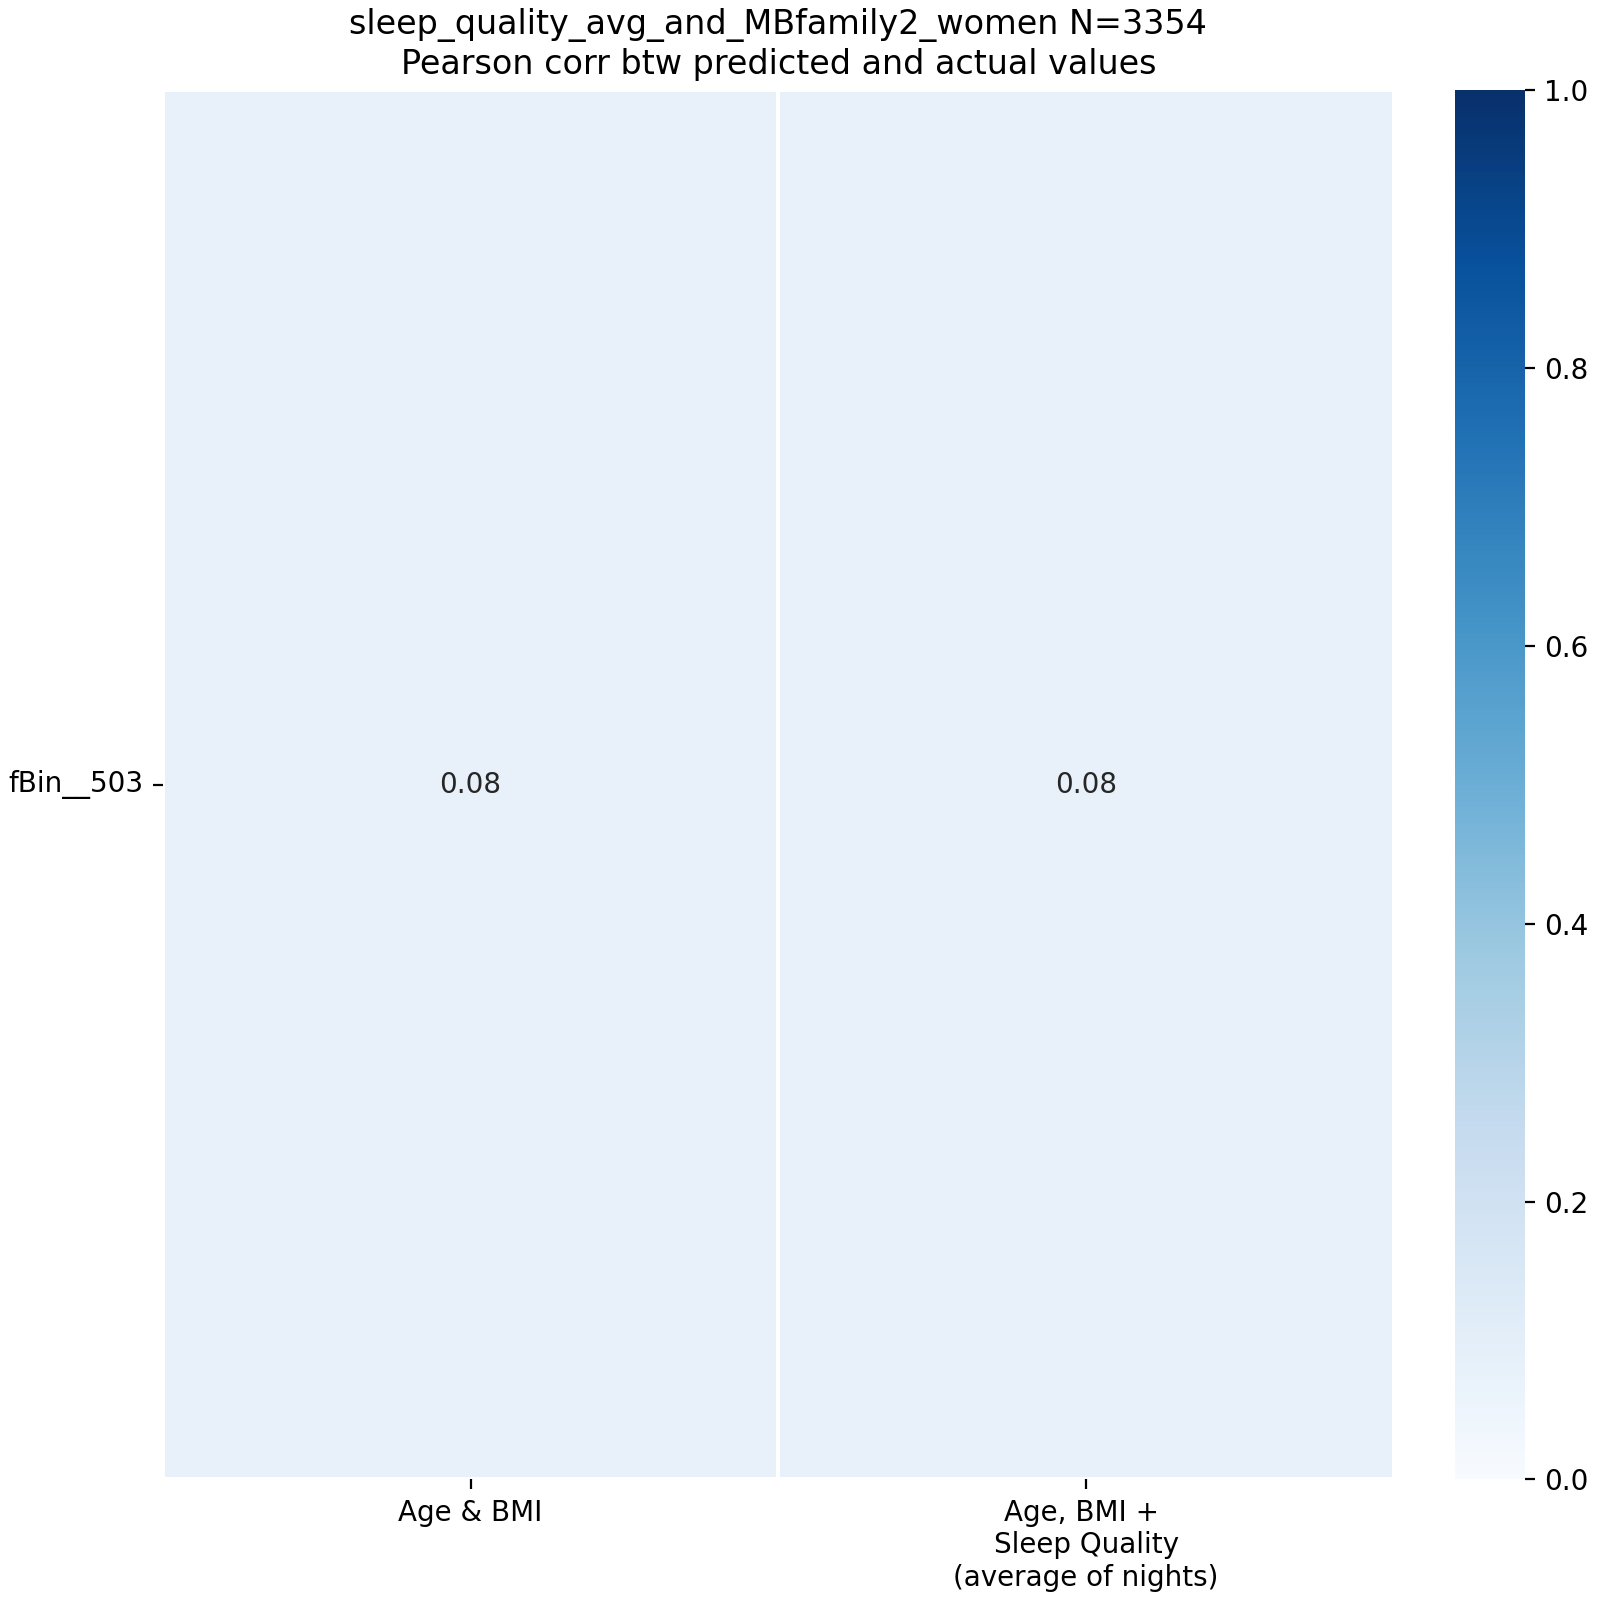 sleep_quality_avg_and_MBfamily2_women N=3354
Pearson corr btw predicted and actual values
fBin__503
0.08
0.08
Age & BMI
Age, BMI +
Sleep Quality
(average of nights)
1.0
0.8
0.6
0.4
0.2
0.0